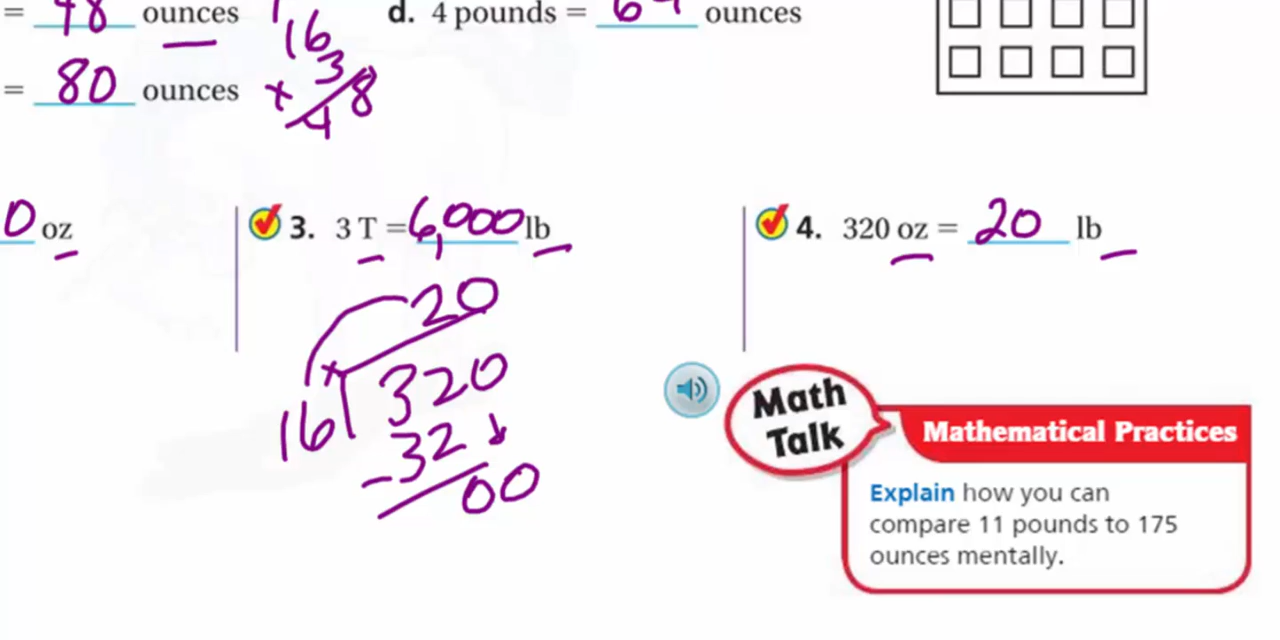 = 48 ounces
16
× 3
48
d. 4 pounds = 64 ounces
= 80 ounces
0 oz
3. 3 T = 6,000 lb
4. 320 oz = 20 lb
20
16 320
- 32
00
Math
Talk
Mathematical Practices
Explain how you can
compare 11 pounds to 175
ounces mentally.